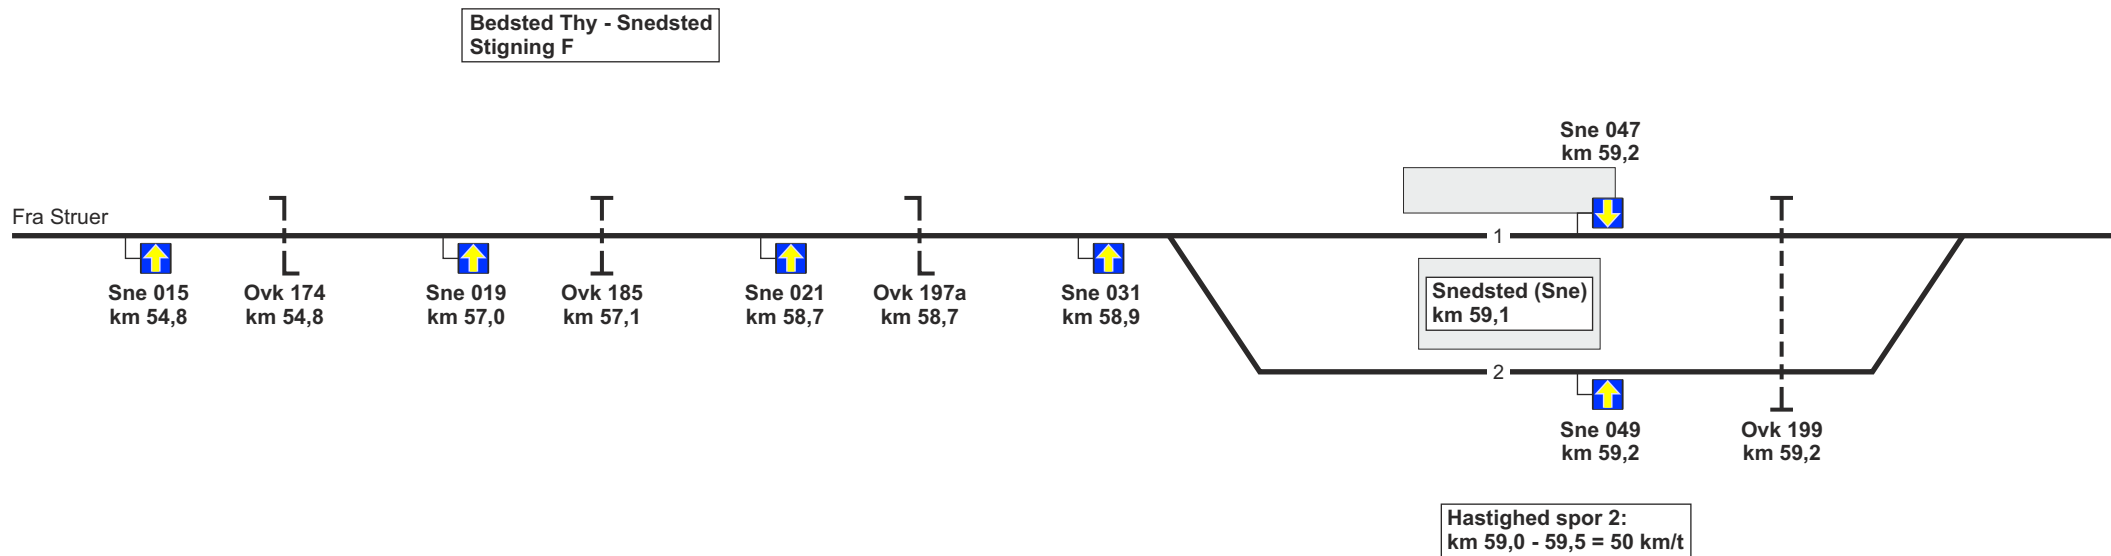 Bedsted Thy - Snedsted
Stigning F
Sne 047
km 59,2
Fra Struer
1
Sne 015
km 54,8
Ovk 174
km 54,8
Sne 019
km 57,0
Ovk 185
km 57,1
Sne 021
km 58,7
Ovk 197a
km 58,7
Sne 031
km 58,9
Snedsted (Sne)
km 59,1
2
Sne 049
km 59,2
Ovk 199
km 59,2
Hastighed spor 2:
km 59,0 - 59,5 = 50 km/t